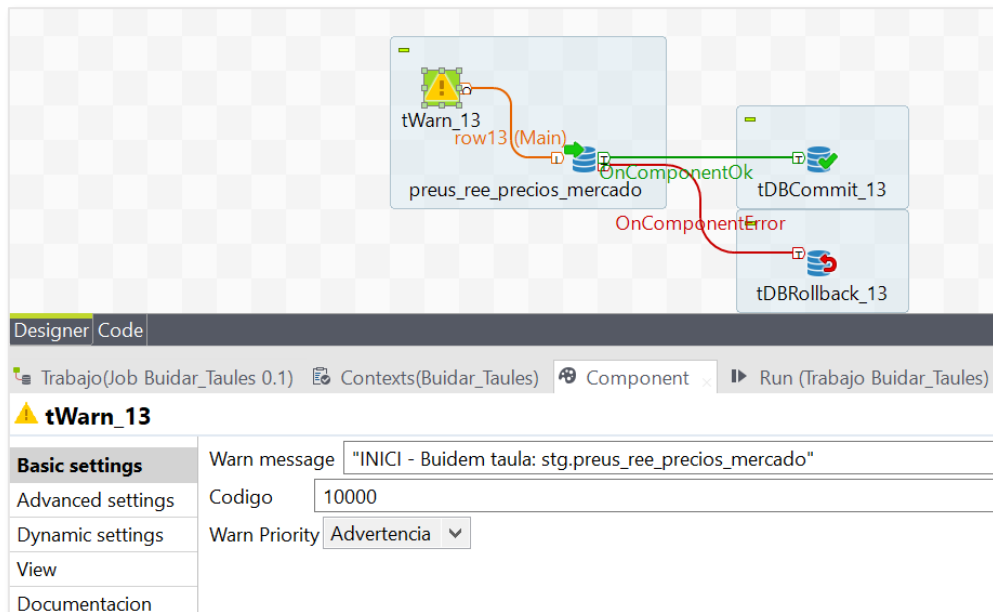 tWarn_13
row13 (Main)
preus_ree_precios_mercado
OnComponentOk
tDBCommit_13
OnComponentError
tDBRollback_13
Designer Code
Trabajo(Job Buidar_Taules 0.1) Contexts(Buidar_Taules) Component Run (Trabajo Buidar_Taules)
tWarn_13
Basic settings
Warn message "INICI - Buidem taula: stg.preus_ree_precios_mercado"
Advanced settings
Codigo 10000
Dynamic settings
Warn Priority Advertencia
View
Documentacion